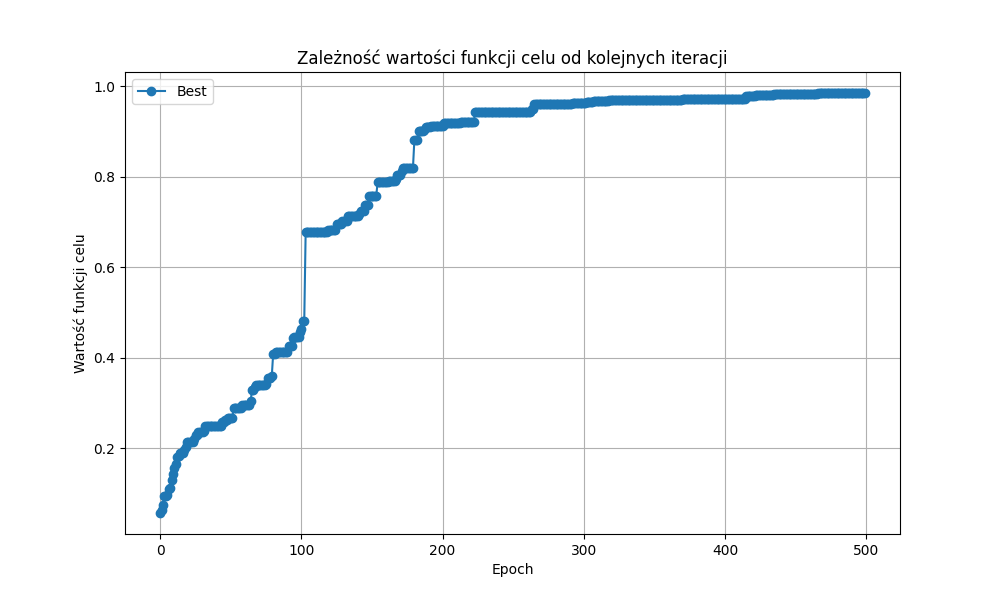 Zależność wartości funkcji celu od kolejnych iteracji
Best
Wartość funkcji celu
1.0
0.8
0.6
0.4
0.2
0 100 200 300 400 500
Epoch